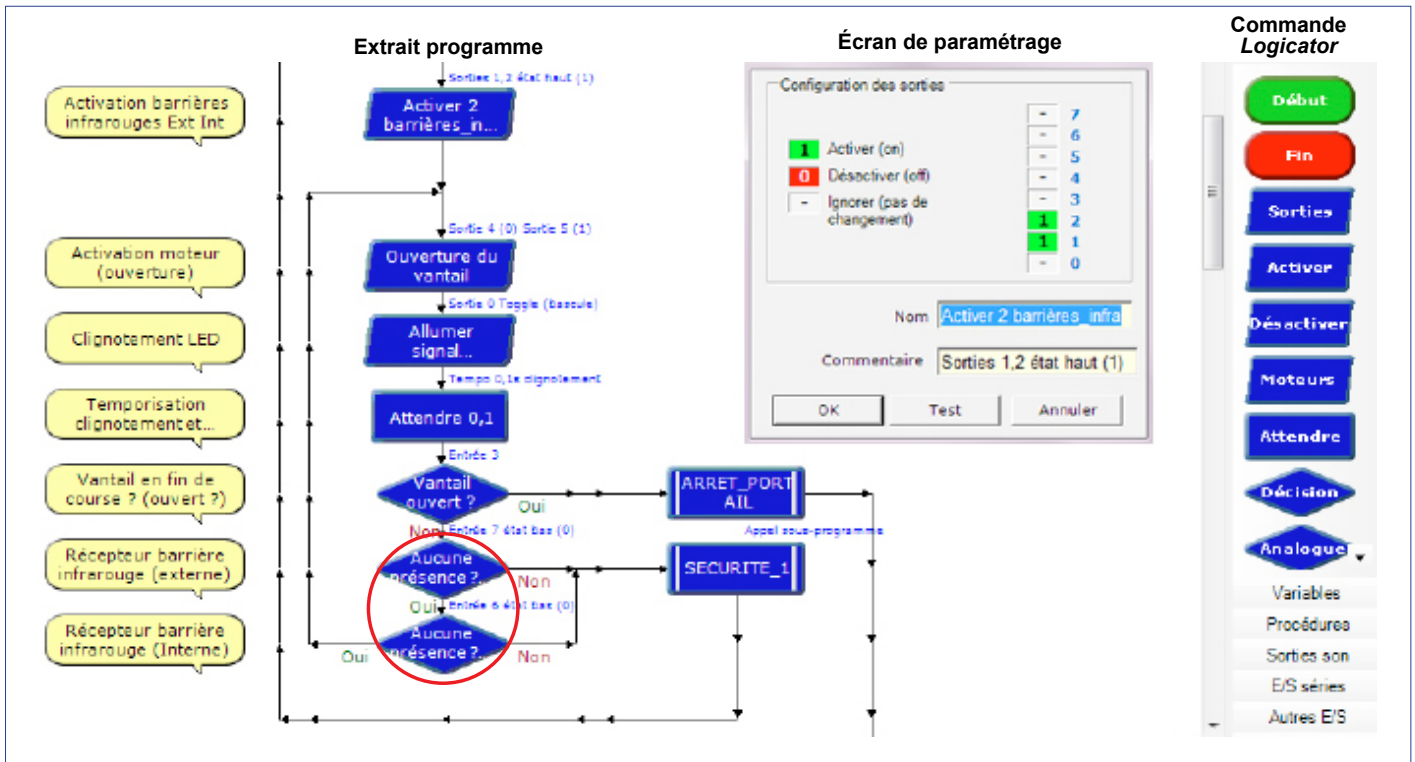 Extrait programme
Écran de paramétrage
Commande
Logicator
Activation barrières
infrarouges Ext Int
Activation moteur
(ouverture)
Clignotement LED
Temporisation
clignotement et...
Vantail en fin de
course ? (ouvert ?)
Récepteur barrière
infrarouge (externe)
Récepteur barrière
infrarouge (Interne)
Sorties 1,2 état haut (1)
Activer 2
barrières_in...
Sortie 4 (0) Sortie 5 (1)
Ouverture du
vantail
Sortie 0 Toggle (bascule)
Allumer
signal...
Tempo 0,1s clignotement
Attendre 0,1
Entrée 3
Vantail
ouvert ?
Oui
Non
ARRET_PORT
AIL
Entrée 7 état bas (0)
Appel sous-programme
Aucune
présence ?..
Non
SECURITE_1
Oui
Entrée 6 état bas (0)
Aucune
présence ?..
Oui
Non
Configuration des sorties
1 Activer (on)
0 Désactiver (off)
- Ignorer (pas de
changement)
- 7
- 6
- 5
- 4
- 3
1 2
1 1
- 0
Nom Activer 2 barrières_infra
Commentaire Sorties 1,2 état haut (1)
OK Test Annuler
Début
Fin
Sorties
Activer
Désactiver
Moteurs
Attendre
Décision
Analogue
Variables
Procédures
Sorties son
E/S séries
Autres E/S